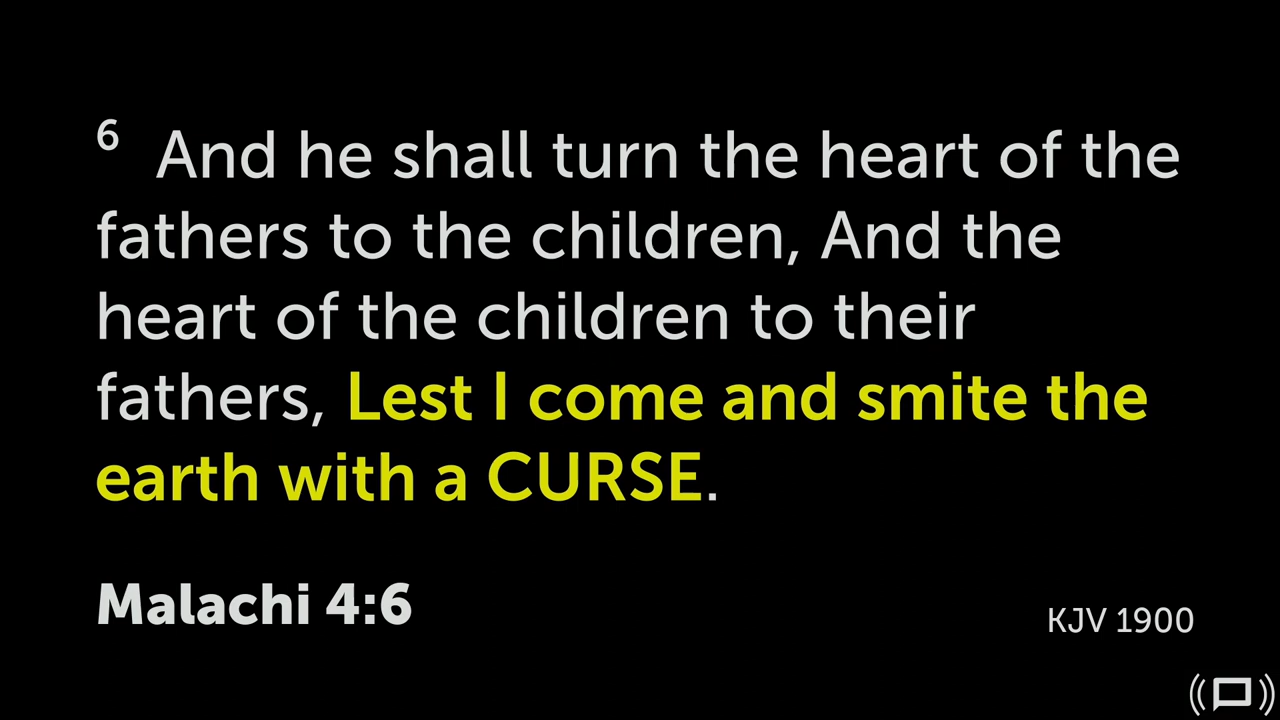 6 And he shall turn the heart of the
fathers to the children, And the
heart of the children to their
fathers, Lest I come and smite the
earth with a CURSE.
Malachi 4:6
KJV 1900